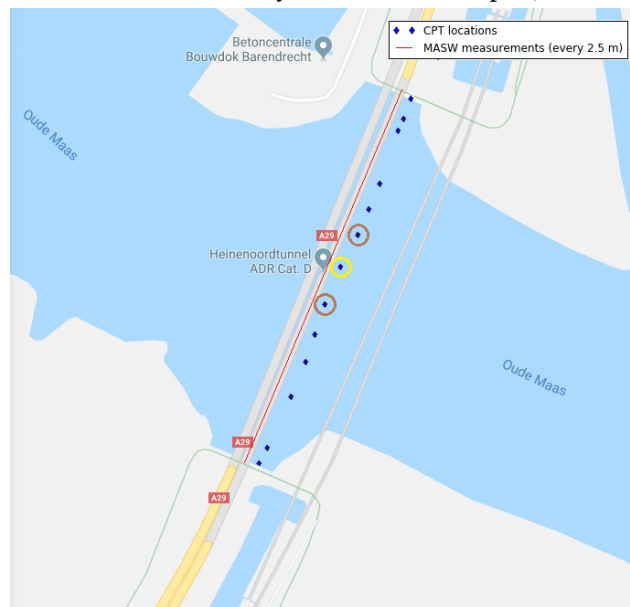 Betoncentrale
Bouwdok Barendrecht
CPT locations
MASW measurements (every 2.5 m)
Oude Maas
A29
Heinenoordtunnel
ADR Cat. D
Oude Maas
A29
A29